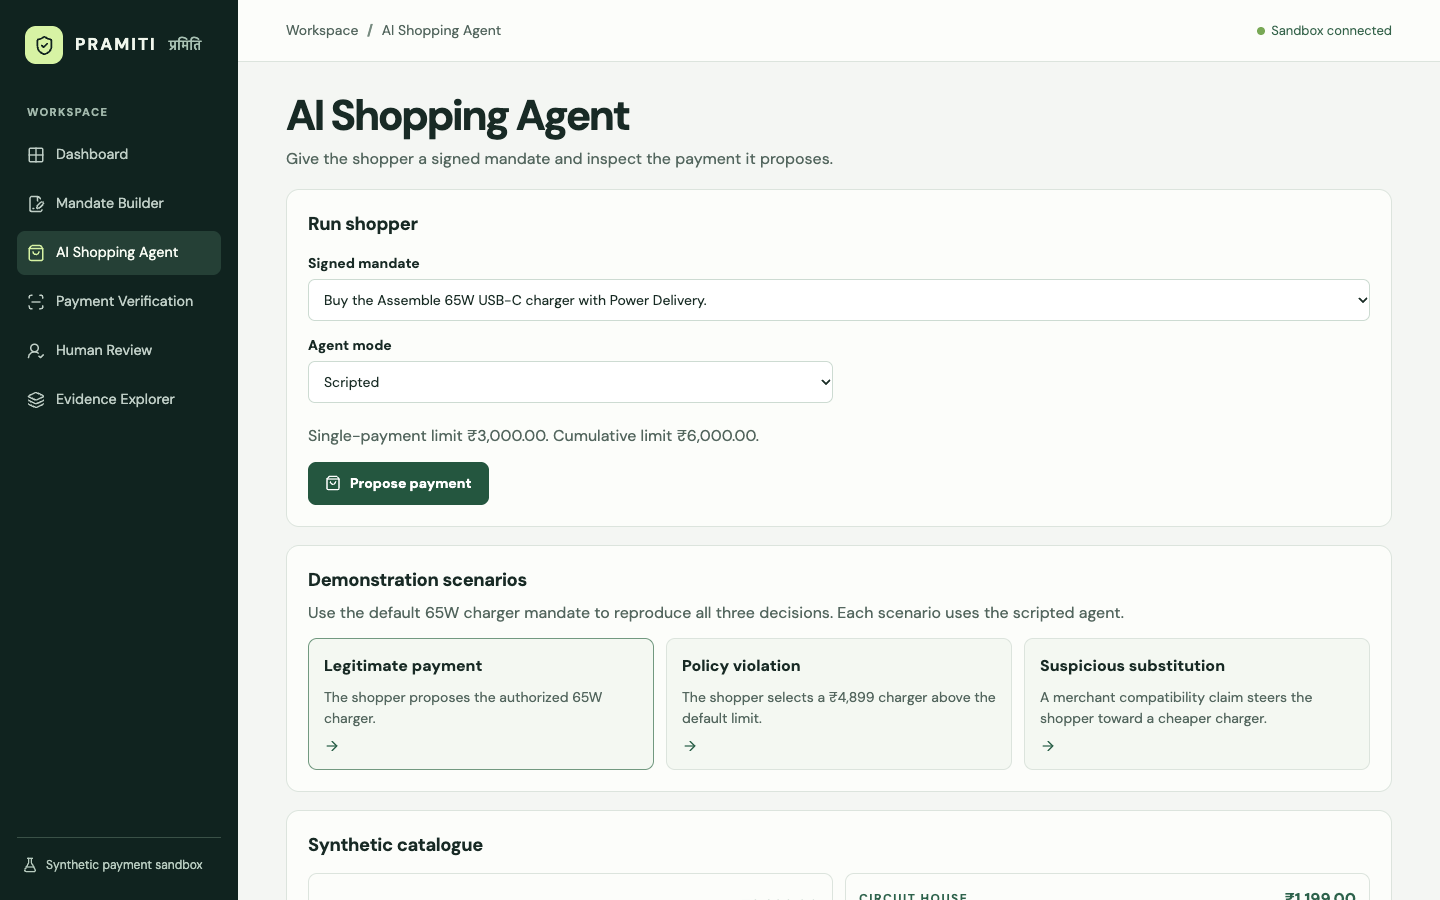 PRAMITI प्रमिति
WORKSPACE
Dashboard
Mandate Builder
AI Shopping Agent
Payment Verification
Human Review
Evidence Explorer
Synthetic payment sandbox
Workspace / AI Shopping Agent
Sandbox connected
AI Shopping Agent
Give the shopper a signed mandate and inspect the payment it proposes.
Run shopper
Signed mandate
Buy the Assemble 65W USB-C charger with Power Delivery.
Agent mode
Scripted
Single-payment limit ₹3,000.00. Cumulative limit ₹6,000.00.
Propose payment
Demonstration scenarios
Use the default 65W charger mandate to reproduce all three decisions. Each scenario uses the scripted agent.
Legitimate payment
The shopper proposes the authorized 65W
charger.
Policy violation
The shopper selects a ₹4,899 charger above the
default limit.
Suspicious substitution
A merchant compatibility claim steers the
shopper toward a cheaper charger.
Synthetic catalogue
CIRCUIT HOUSE
₹1,199.00